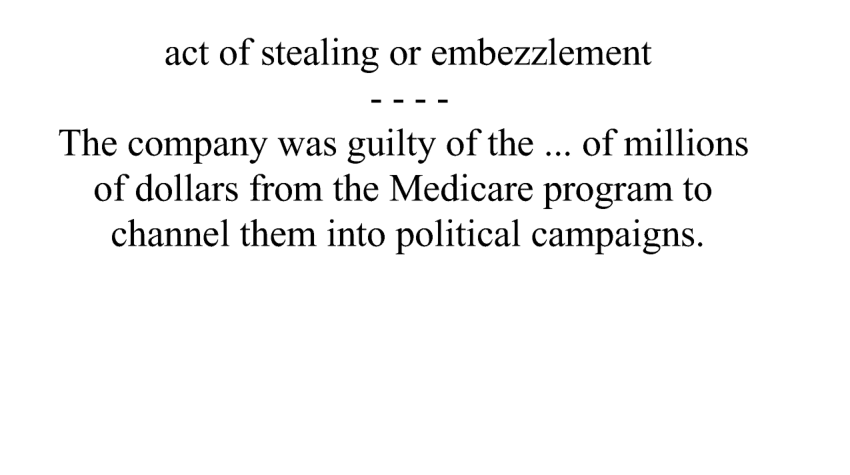 act of stealing or embezzlement
- - - -
The company was guilty of the ... of millions
of dollars from the Medicare program to
channel them into political campaigns.